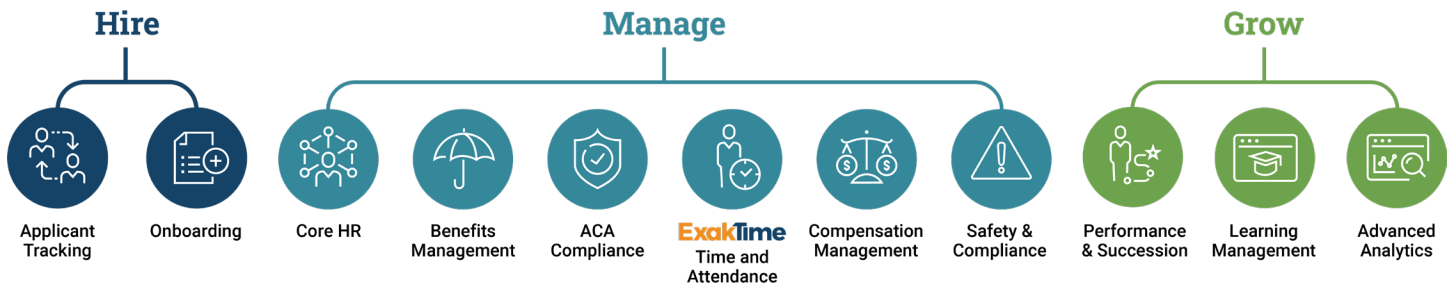 Hire
Manage
Grow
Applicant
Tracking
Onboarding
Core HR
Benefits
Management
ACA
Compliance
ExakTime
Time and
Attendance
$ $
Compensation
Management
Safety &
Compliance
Performance
& Succession
Learning
Management
Advanced
Analytics